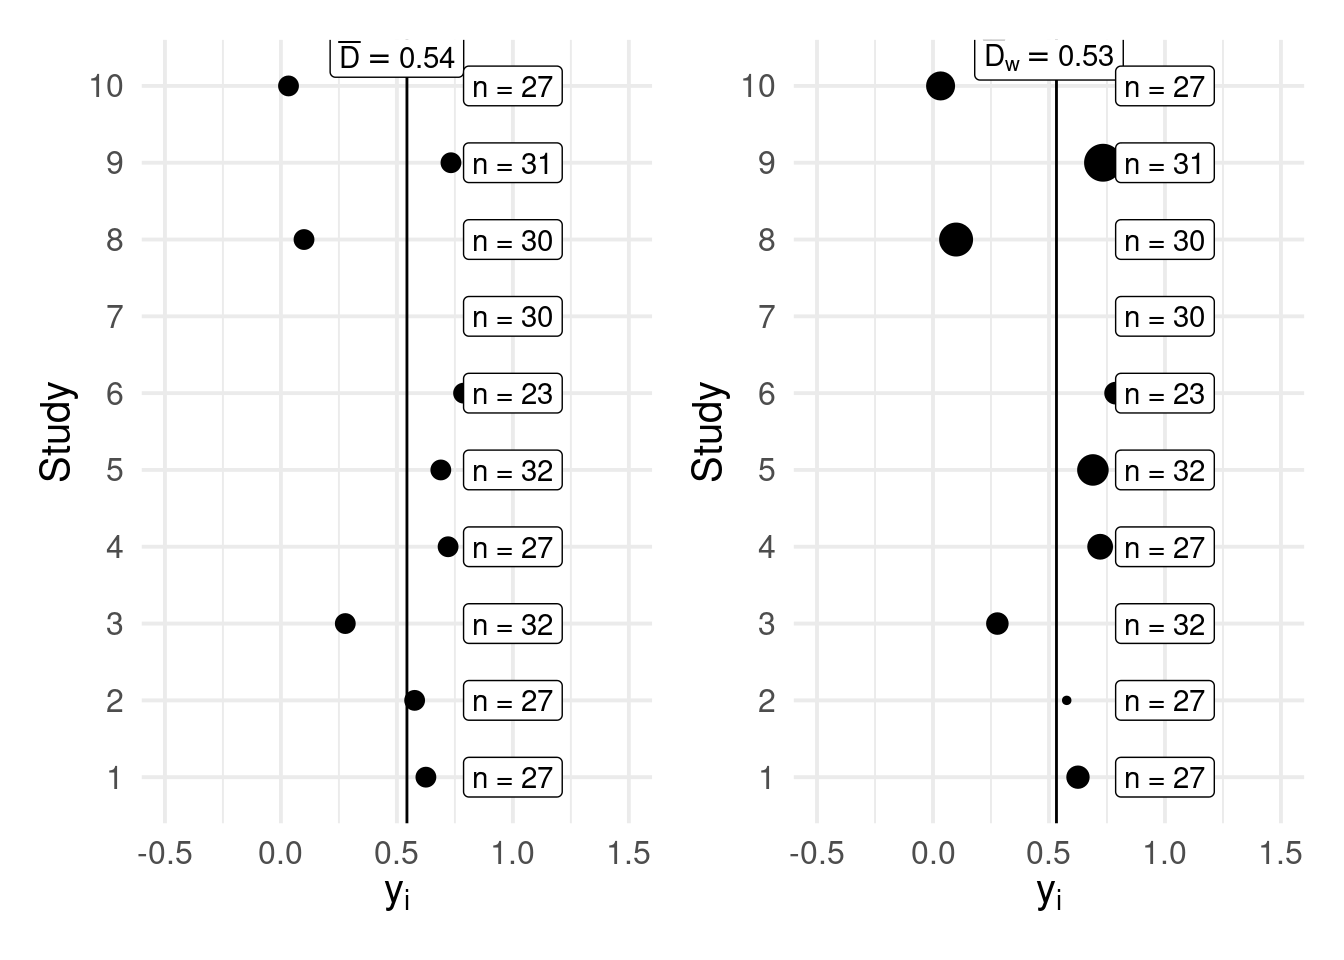 D̅ = 0.54
10
n = 27
9
n = 31
8
n = 30
7
n = 30
6
n = 23
5
n = 32
4
n = 27
3
n = 32
2
n = 27
1
n = 27
Study
-0.5 0.0 0.5 1.0 1.5
yᵢ
D̅w = 0.53
10
n = 27
9
n = 31
8
n = 30
7
n = 30
6
n = 23
5
n = 32
4
n = 27
3
n = 32
2
n = 27
1
n = 27
Study
-0.5 0.0 0.5 1.0 1.5
yᵢ